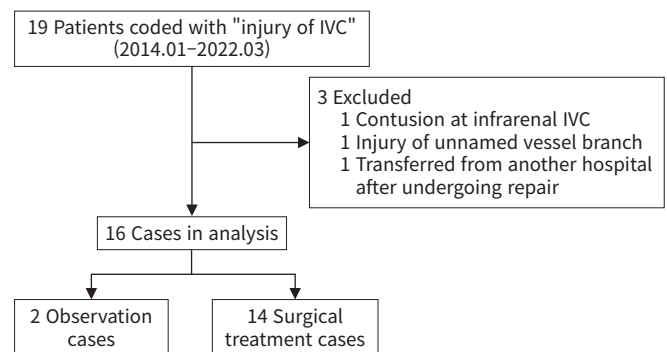 19 Patients coded with "injury of IVC"
(2014.01–2022.03)
3 Excluded
1 Contusion at infrarenal IVC
1 Injury of unnamed vessel branch
1 Transferred from another hospital
after undergoing repair
16 Cases in analysis
2 Observation
cases
14 Surgical
treatment cases